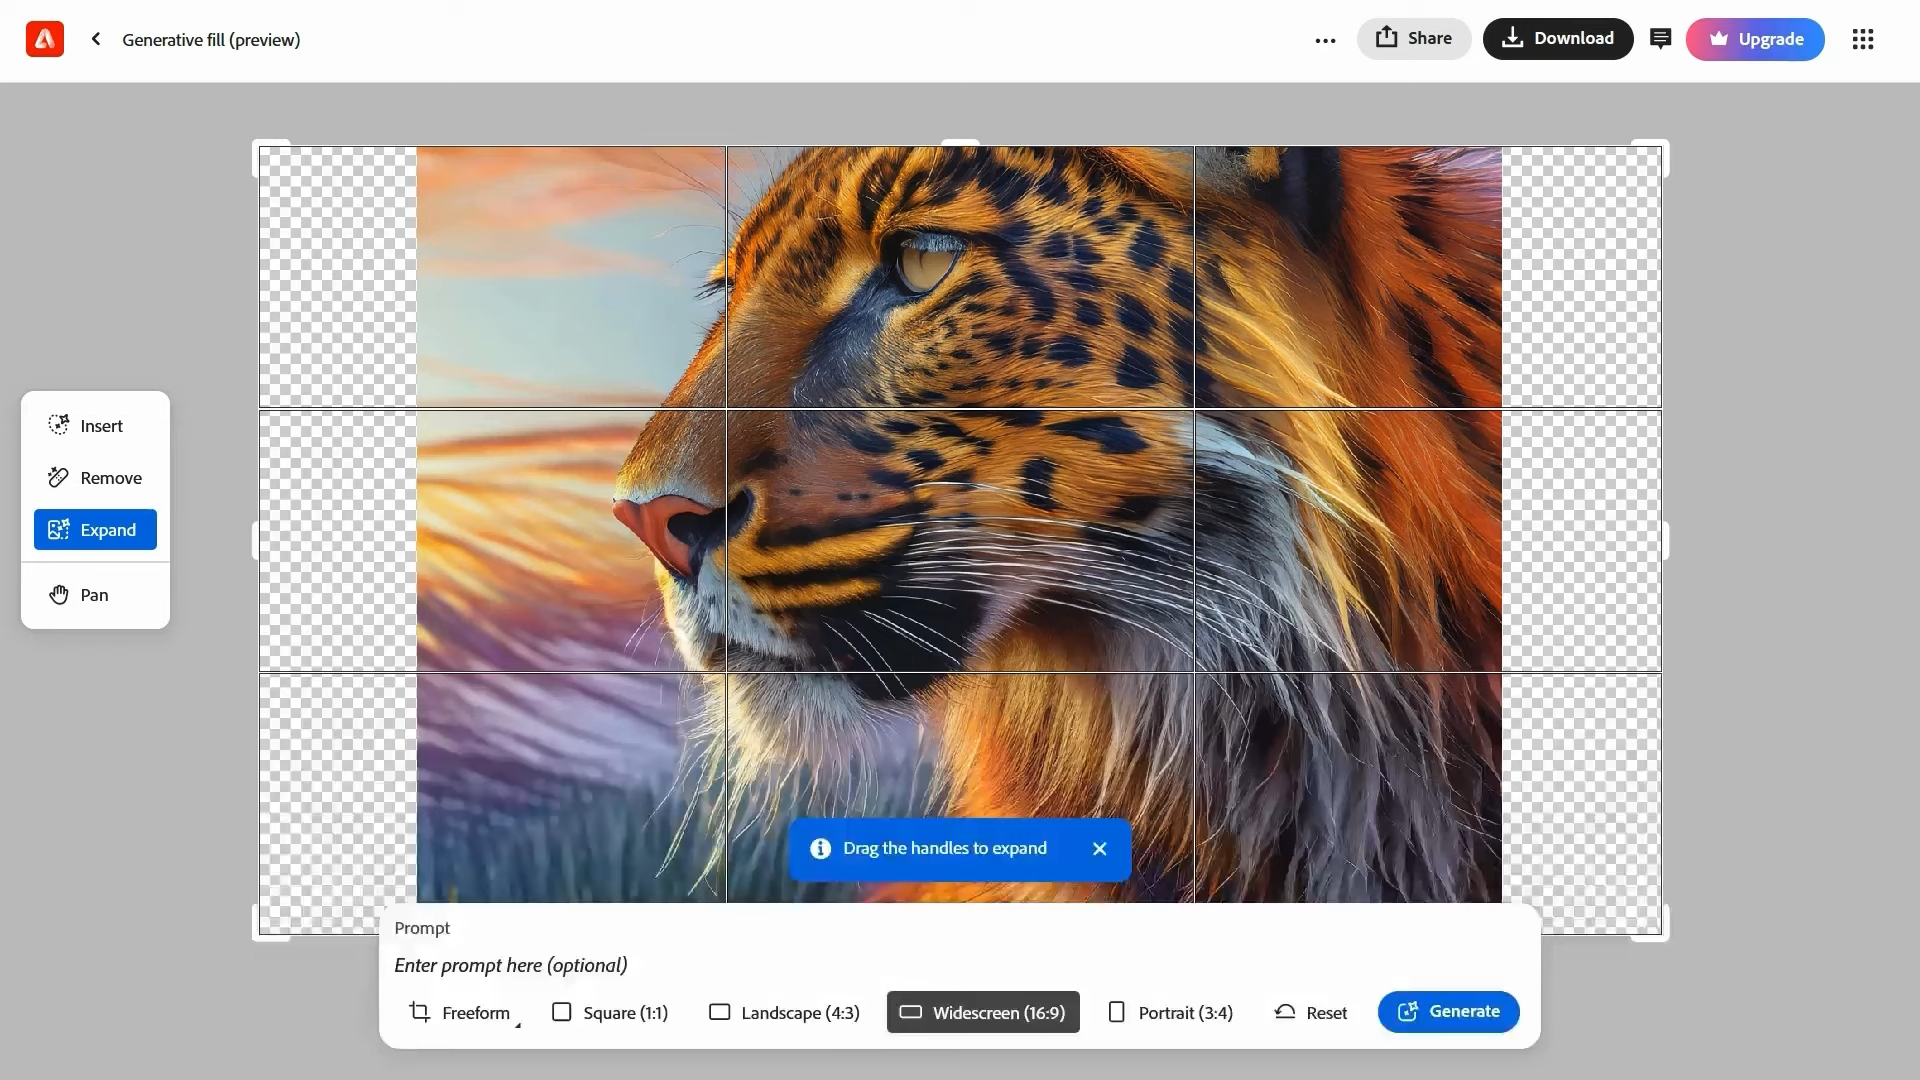 Generative fill (preview)
Share
Download
Upgrade
Insert
Remove
Expand
Pan
Drag the handles to expand
Prompt
Enter prompt here (optional)
Freeform
Square (1:1)
Landscape (4:3)
Widescreen (16:9)
Portrait (3:4)
Reset
Generate